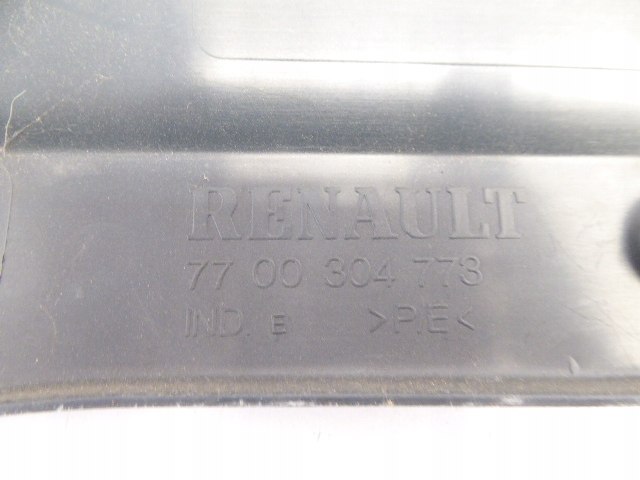 RENAULT
77 00 304 773
IND. B >P/E<